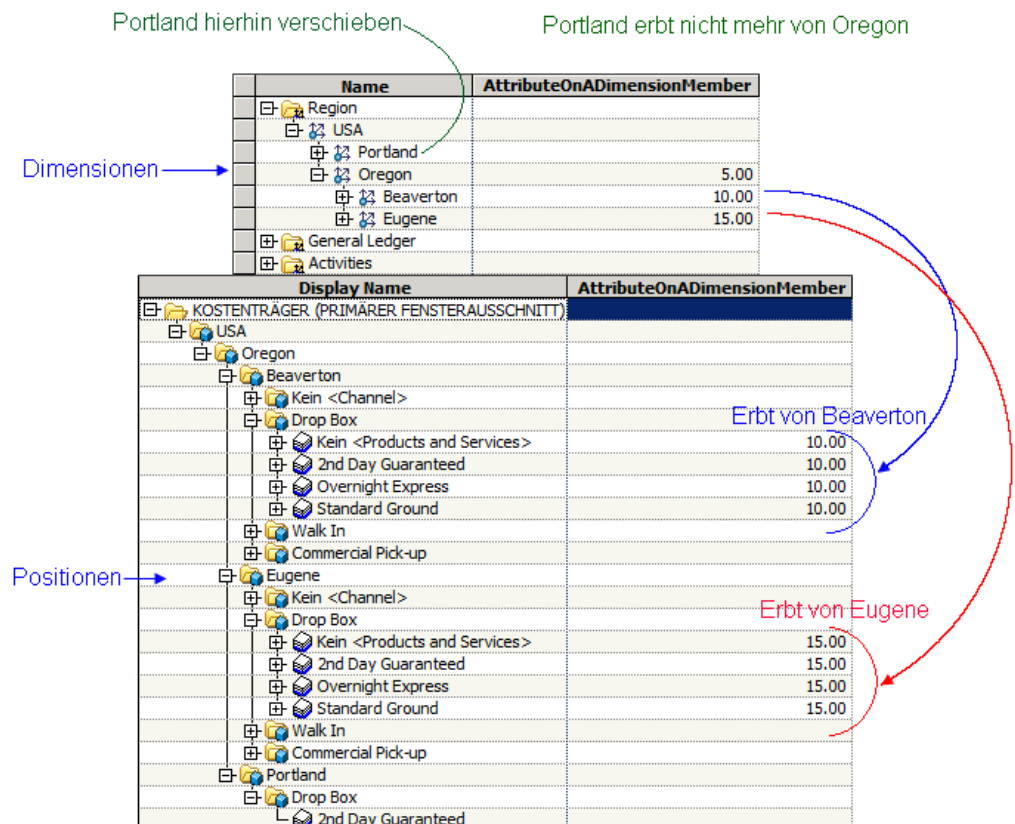 Portland hierhin verschieben
Portland erbt nicht mehr von Oregon
Name AttributeOnADimensionMember
Region
USA
Portland
Dimensionen
Oregon 5.00
Beaverton 10.00
Eugene 15.00
General Ledger
Activities
Display Name AttributeOnADimensionMember
KOSTENTRÄGER (PRIMÄRER FENSTERAUSSCHNITT)
USA
Oregon
Beaverton
Kein <Channel>
Drop Box
Erbt von Beaverton
Kein <Products and Services> 10.00
2nd Day Guaranteed 10.00
Overnight Express 10.00
Standard Ground 10.00
Walk In
Commercial Pick-up
Positionen
Eugene
Kein <Channel>
Drop Box
Erbt von Eugene
Kein <Products and Services> 15.00
2nd Day Guaranteed 15.00
Overnight Express 15.00
Standard Ground 15.00
Walk In
Commercial Pick-up
Portland
Drop Box
2nd Day Guaranteed